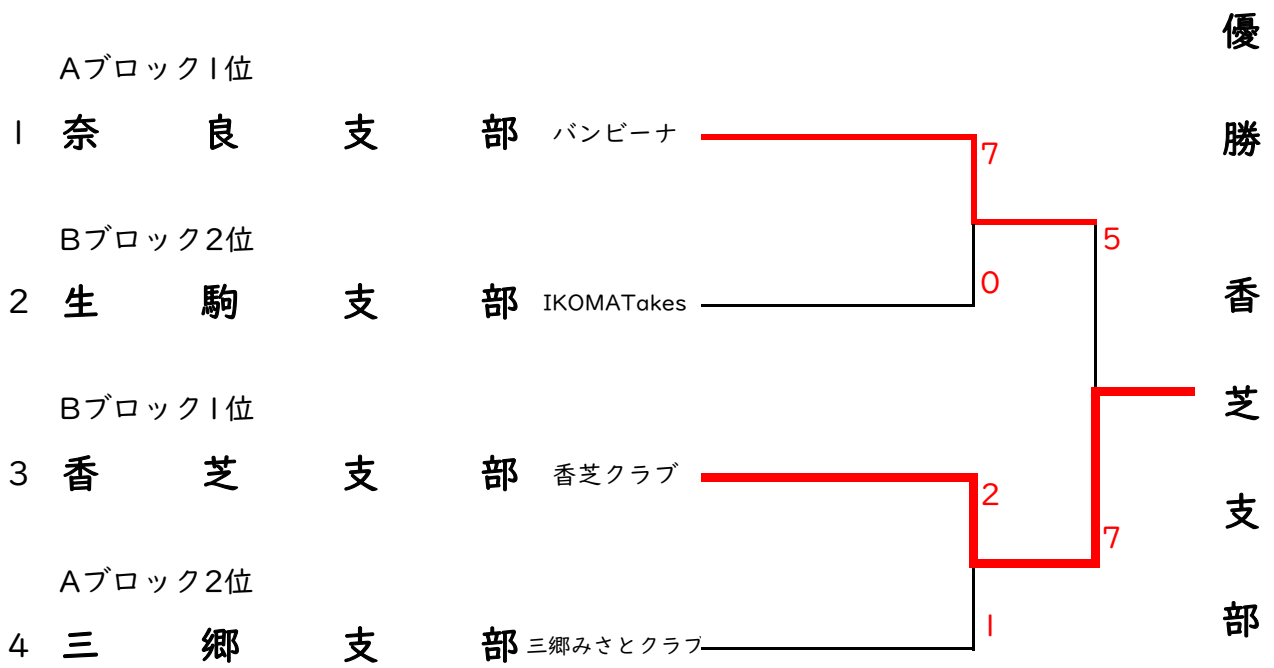 Aブロック1位
1 奈良支部 バンビーナ
7
Bブロック2位
2 生駒支部 IKOMATakes
0
5
Bブロック1位
3 香芝支部 香芝クラブ
2
7
Aブロック2位
4 三郷支部 三郷みさとクラブ
1
優勝 香芝支部